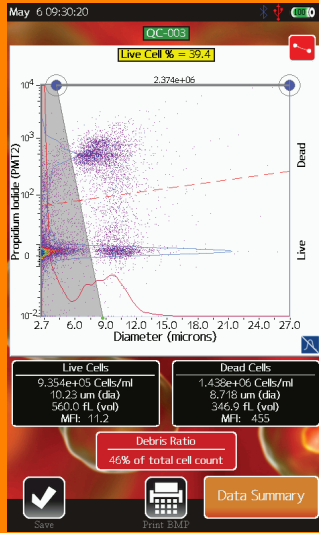 May 6 09:30:20
100
QC-003
Live Cell % = 39.4
2.374e+06
10^4
10^3
10^2
0
10^-2
Propidium Iodide (PMT2)
Dead
Live
2.7 6.0 9.0 12.0 15.0 18.0 21.0 24.0 27.0
Diameter (microns)
Live Cells
9.354e+05 Cells/ml
10.23 um (dia)
560.0 fL (vol)
MFI: 11.2
Dead Cells
1.438e+06 Cells/ml
8.718 um (dia)
346.9 fL (vol)
MFI: 455
Debris Ratio
46% of total cell count
Save
Print BMP
Data Summary